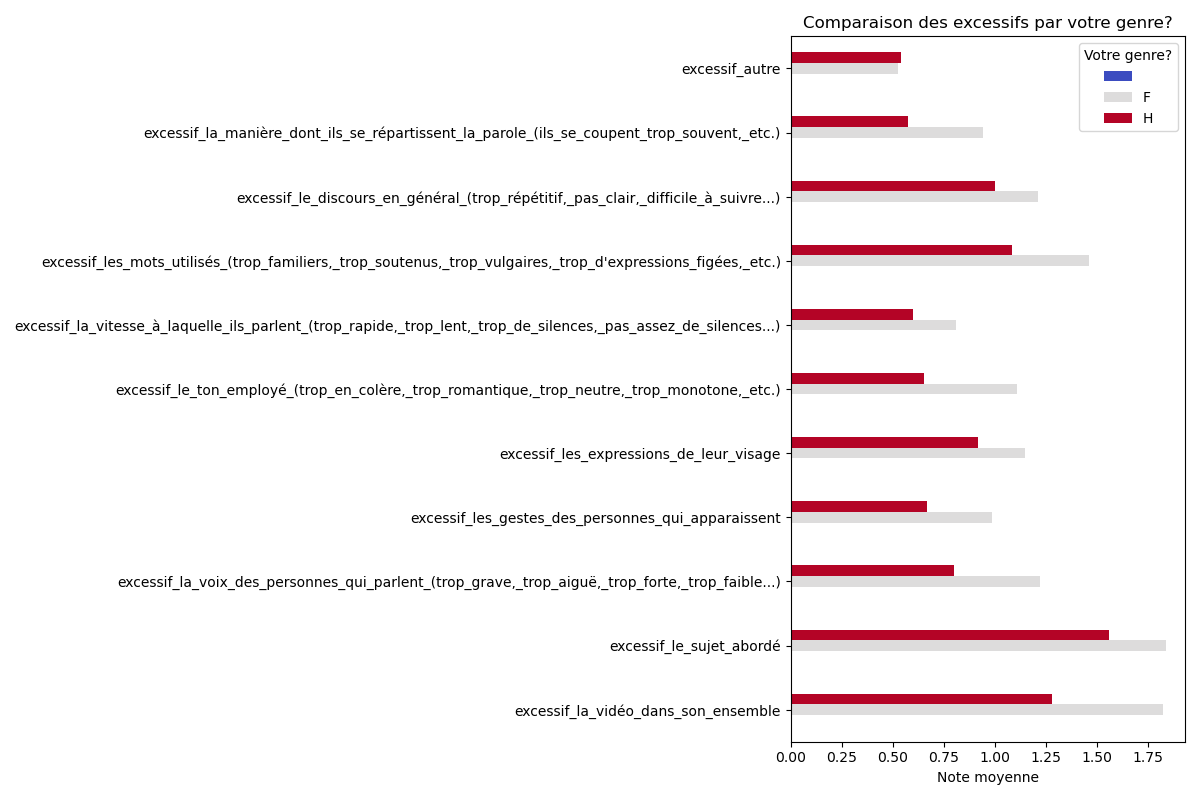 Comparaison des excessifs par votre genre?
Votre genre?
F
H
excessif_autre
excessif_la_manière_dont_ils_se_répartissent_la_parole_(ils_se_coupent_trop_souvent,_etc.)
excessif_le_discours_en_général_(trop_répétitif,_pas_clair,_difficile_à_suivre...)
excessif_les_mots_utilisés_(trop_familiers,_trop_soutenus,_trop_vulgaires,_trop_d'expressions_figées,_etc.)
excessif_la_vitesse_à_laquelle_ils_parlent_(trop_rapide,_trop_lent,_trop_de_silences,_pas_assez_de_silences...)
excessif_le_ton_employé_(trop_en_colère,_trop_romantique,_trop_neutre,_trop_monotone,_etc.)
excessif_les_expressions_de_leur_visage
excessif_les_gestes_des_personnes_qui_apparaissent
excessif_la_voix_des_personnes_qui_parlent_(trop_grave,_trop_aiguë,_trop_forte,_trop_faible...)
excessif_le_sujet_abordé
excessif_la_vidéo_dans_son_ensemble
0.00 0.25 0.50 0.75 1.00 1.25 1.50 1.75
Note moyenne